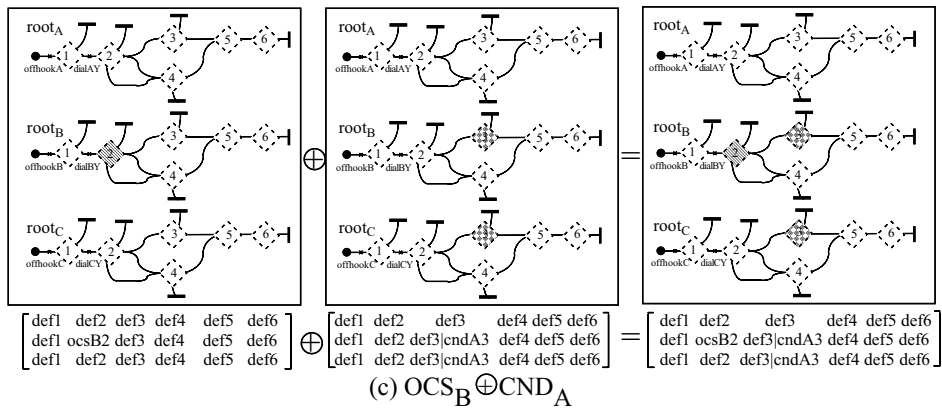 root_A
1 2 3 4 5 6
offhookA dialAY
root_B
1 3 4 5 6
offhookB dialBY
root_C
1 2 3 4 5 6
offhookC dialCY
⊕
root_A
1 2 3 4 5 6
offhookA dialAY
root_B
1 2 4 5 6
offhookB dialBY
root_C
1 2 4 5 6
offhookC dialCY
=
root_A
1 2 3 4 5 6
offhookA dialAY
root_B
1 4 5 6
offhookB dialBY
root_C
1 2 4 5 6
offhookC dialCY
def1 def2 def3 def4 def5 def6
def1 ocsB2 def3 def4 def5 def6
def1 def2 def3 def4 def5 def6
⊕
def1 def2 def3 def4 def5 def6
def1 def2 def3|cndA3 def4 def5 def6
def1 def2 def3|cndA3 def4 def5 def6
=
def1 def2 def3 def4 def5 def6
def1 ocsB2 def3|cndA3 def4 def5 def6
def1 def2 def3|cndA3 def4 def5 def6
(c) OCS_B⊕CND_A